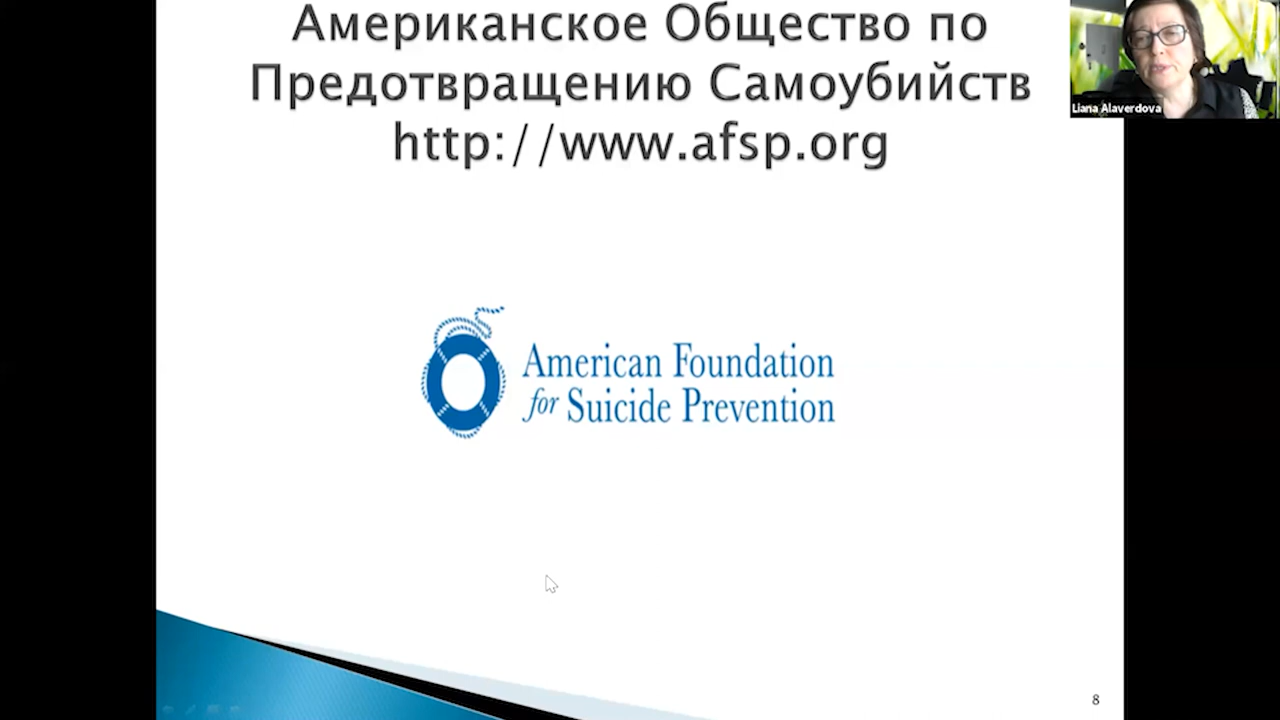 Американское Общество по
Предотвращению Самоубийств
http://www.afsp.org
Liana Alaverdova
American Foundation
for Suicide Prevention
8